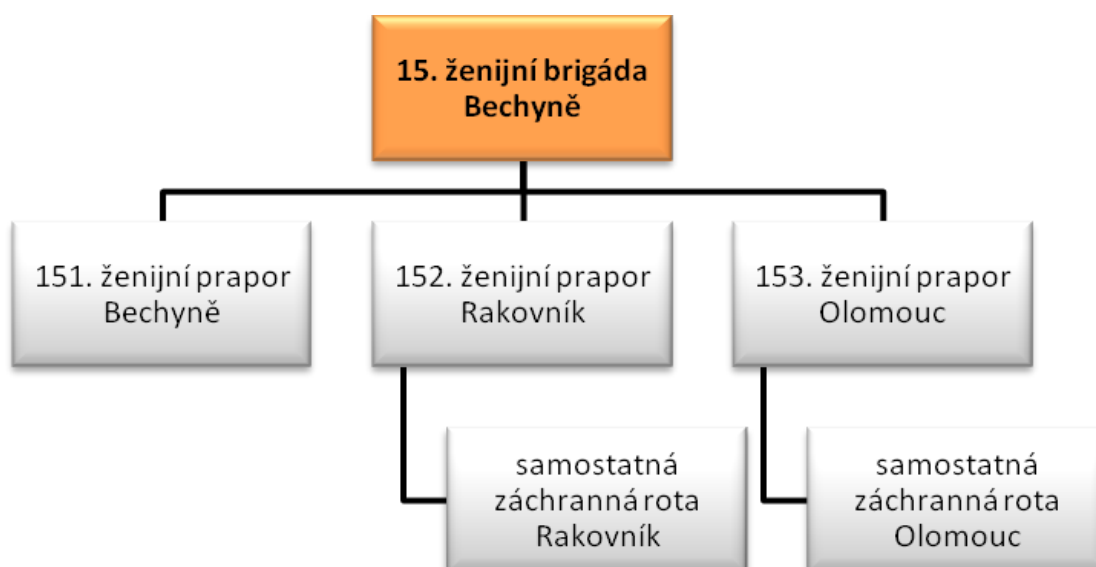 15. ženijní brigáda
Bechyně
151. ženijní prapor
Bechyně
152. ženijní prapor
Rakovník
153. ženijní prapor
Olomouc
samostatná
záchranná rota
Rakovník
samostatná
záchranná rota
Olomouc